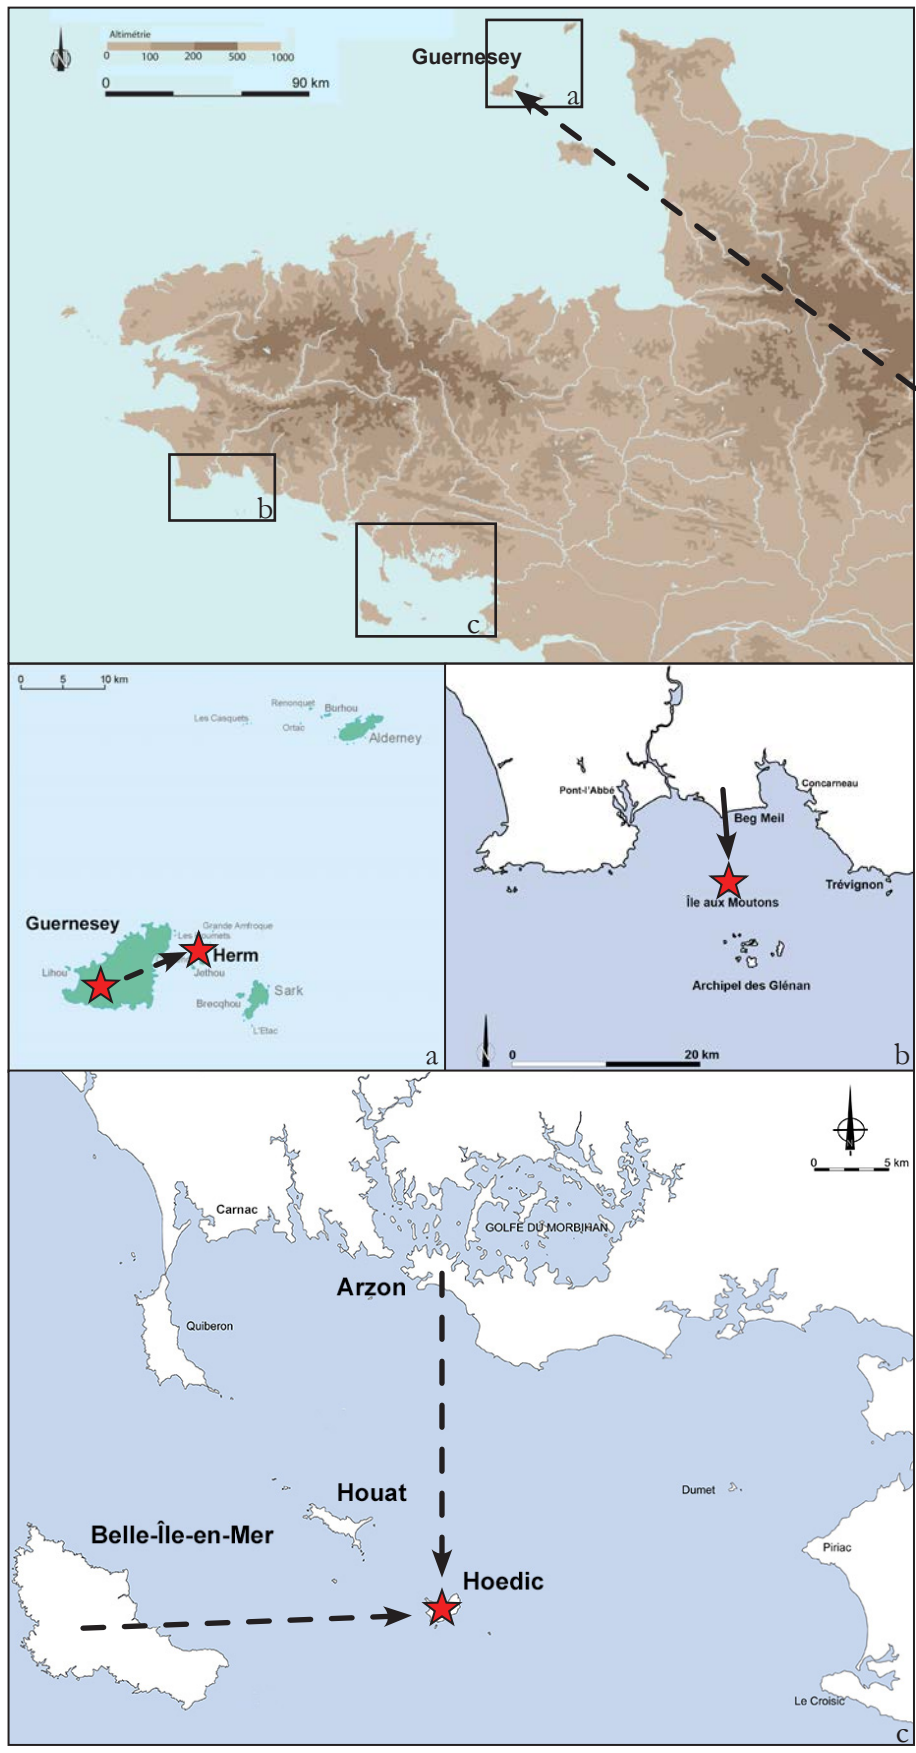 Altimétrie
0 100 200 500 1000
0 90 km
N
Guernesey
a
b
c
0 5 10 km
Renonquet
Burhou
Les Casquets
Ortac
Alderney
Guernesey
Grande Amfroque
Herm
Lihou
Jethou
Sark
Brecqhou
L'Etac
a
Pont-l'Abbé
Concarneau
Beg Meil
Trévignon
Île aux Moutons
Archipel des Glénan
N
0 20 km
b
N
0 5 km
Carnac
GOLFE DU MORBIHAN
Arzon
Quiberon
Houat
Dumet
Belle-Île-en-Mer
Piriac
Hoedic
Le Croisic
c